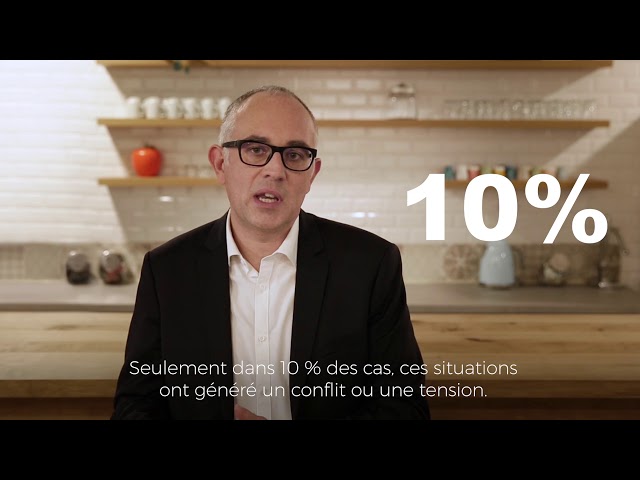 10%
Seulement dans 10 % des cas, ces situations
ont généré un conflit ou une tension.